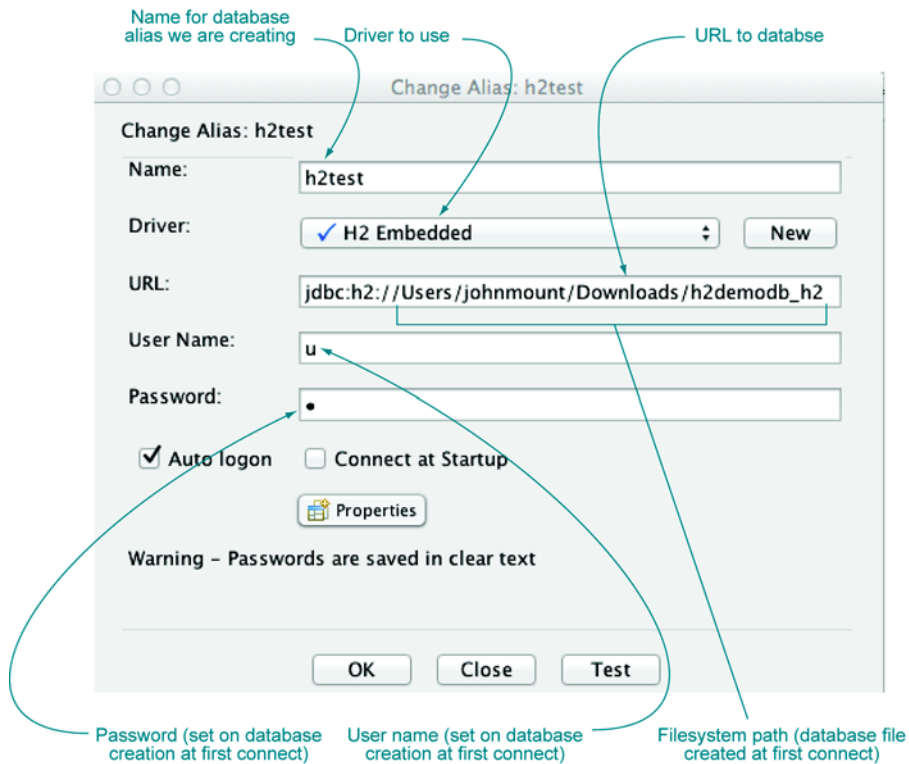 Name for database
alias we are creating
Driver to use
URL to databse
Change Alias: h2test
Change Alias: h2test
Name:
h2test
Driver:
H2 Embedded
New
URL:
jdbc:h2://Users/johnmount/Downloads/h2demodb_h2
User Name:
u
Password:
•
Auto logon
Connect at Startup
Properties
Warning – Passwords are saved in clear text
OK
Close
Test
Password (set on database
creation at first connect)
User name (set on database
creation at first connect)
Filesystem path (database file
created at first connect)